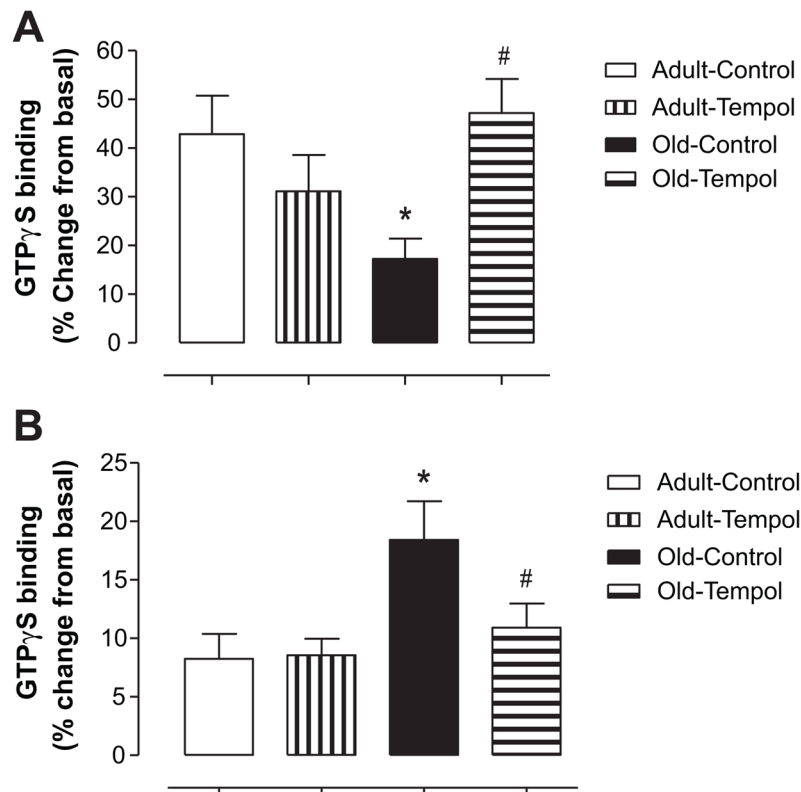 A
GTPγS binding
(% Change from basal)
60
50
40
30
20
10
0
*
#
Adult-Control
Adult-Tempol
Old-Control
Old-Tempol
B
GTPγS binding
(% change from basal)
25
20
15
10
5
0
*
#
Adult-Control
Adult-Tempol
Old-Control
Old-Tempol